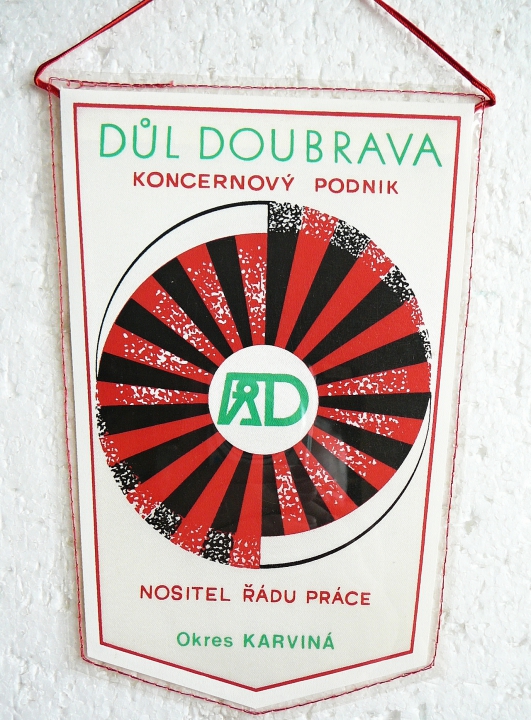 DŮL DOUBRAVA
KONCERNOVÝ PODNIK
NOSITEL ŘÁDU PRÁCE
Okres KARVINÁ